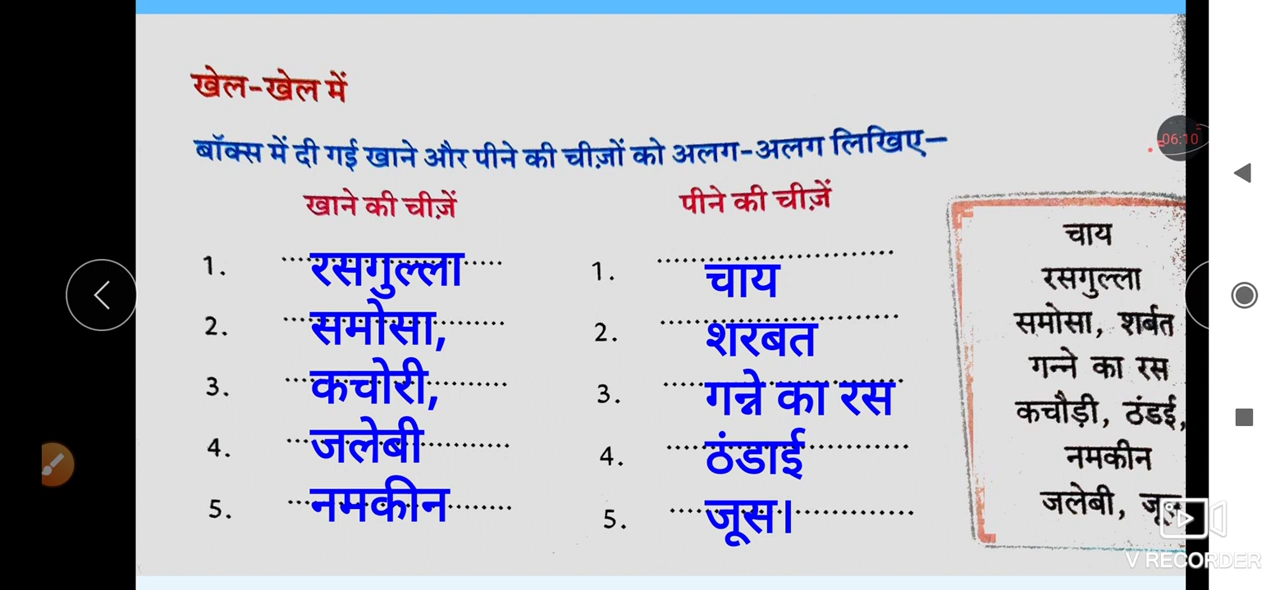 खेल-खेल में
बॉक्स में दी गई खाने और पीने की चीज़ों को अलग-अलग लिखिए—
खाने की चीज़ें
1. रसगुल्ला
2. समोसा,
3. कचोरी,
4. जलेबी
5. नमकीन
पीने की चीज़ें
1. चाय
2. शरबत
3. गन्ने का रस
4. ठंडाई
5. जूस।
चाय
रसगुल्ला
समोसा, शर्बत
गन्ने का रस
कचौड़ी, ठंडई,
नमकीन
जलेबी, जूस
06:10
V RECORDER